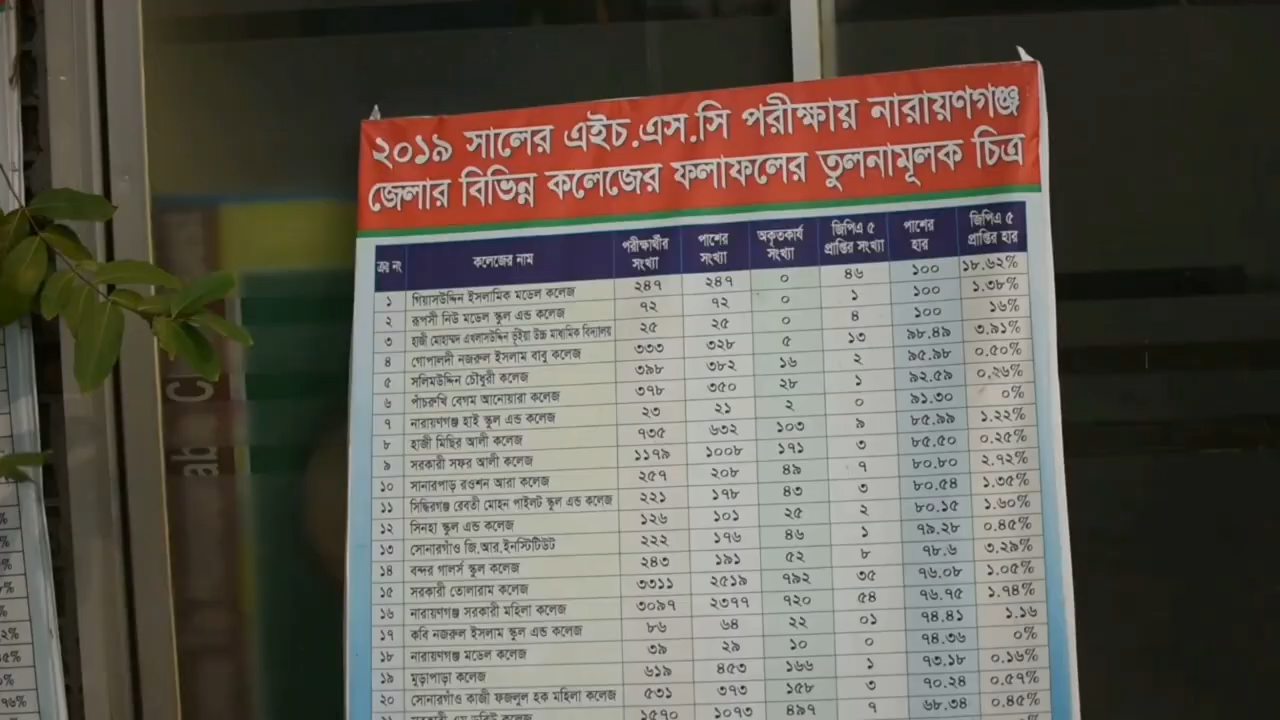 ২০১৯ সালের এইচ.এস.সি পরীক্ষায় নারায়ণগঞ্জ
জেলার বিভিন্ন কলেজের ফলাফলের তুলনামূলক চিত্র
ক্রঃ নং কলেজের নাম পরীক্ষার্থীর সংখ্যা পাশের সংখ্যা অকৃতকার্য সংখ্যা জিপিএ ৫ প্রাপ্তির সংখ্যা পাশের হার জিপিএ ৫ প্রাপ্তির হার
১ গিয়াসউদ্দিন ইসলামিক মডেল কলেজ ২৪৭ ২৪৭ ০ ৪৬ ১০০ ১৮.৬২%
২ রূপসী নিউ মডেল স্কুল এন্ড কলেজ ৭২ ৭২ ০ ১ ১০০ ১.৩৮%
৩ হাজী মোহাম্মদ এখলাসউদ্দিন ভূঁইয়া উচ্চ মাধ্যমিক বিদ্যালয় ২৫ ২৫ ০ ৪ ১০০ ১৬%
৪ গোপালদী নজরুল ইসলাম বাবু কলেজ ৩৩৩ ৩২৮ ৫ ১৩ ৯৮.৪৯ ৩.৯১%
৫ সলিমউদ্দিন চৌধুরী কলেজ ৩৯৮ ৩৮২ ১৬ ২ ৯৫.৯৮ ০.৫০%
৬ পাঁচরুখি বেগম আনোয়ারা কলেজ ৩৭৮ ৩৫০ ২৮ ১ ৯২.৫৯ ০.২৬%
৭ নারায়ণগঞ্জ হাই স্কুল এন্ড কলেজ ২৩ ২১ ২ ০ ৯১.৩০ ০%
৮ হাজী মিছির আলী কলেজ ৭৩৫ ৬৩২ ১০৩ ৯ ৮৫.৯৯ ১.২২%
৯ সরকারী সফর আলী কলেজ ১১৭৯ ১০০৮ ১৭১ ৩ ৮৫.৫০ ০.২৫%
১০ সানারপাড় রওশন আরা কলেজ ২৫৭ ২০৮ ৪৯ ৭ ৮০.৮০ ২.৭২%
১১ সিদ্ধিরগঞ্জ রেবতী মোহন পাইলট স্কুল এন্ড কলেজ ২২১ ১৭৮ ৪৩ ৩ ৮০.৫৪ ১.৩৫%
১২ সিনহা স্কুল এন্ড কলেজ ১২৬ ১০১ ২৫ ২ ৮০.১৫ ১.৬০%
১৩ সোনারগাঁও জি.আর.ইনস্টিটিউট ২২২ ১৭৬ ৪৬ ১ ৭৯.২৮ ০.৪৫%
১৪ বন্দর গালর্স স্কুল কলেজ ২৪৩ ১৯১ ৫২ ৮ ৭৮.৬ ৩.২৯%
১৫ সরকারী তোলারাম কলেজ ৩৩১১ ২৫১৯ ৭৯২ ৩৫ ৭৬.০৮ ১.০৫%
১৬ নারায়ণগঞ্জ সরকারী মহিলা কলেজ ৩০৯৭ ২৩৭৭ ৭২০ ৫৪ ৭৬.৭৫ ১.৭৪%
১৭ কবি নজরুল ইসলাম স্কুল এন্ড কলেজ ৮৬ ৬৪ ২২ ০১ ৭৪.৪১ ১.১৬
১৮ নারায়ণগঞ্জ মডেল কলেজ ৩৯ ২৯ ১০ ০ ৭৪.৩৬ ০%
১৯ মুড়াপাড়া কলেজ ৬১৯ ৪৫৩ ১৬৬ ১ ৭৩.১৮ ০.১৬%
২০ সোনারগাঁও কাজী ফজলুল হক মহিলা কলেজ ৫৩১ ৩৭৩ ১৫৮ ৩ ৭০.২৪ ০.৫৭%
১৫৭০ ১০৭৩ ৪৯৭ ৭ ৬৮.৩৪ ০.৪৫%